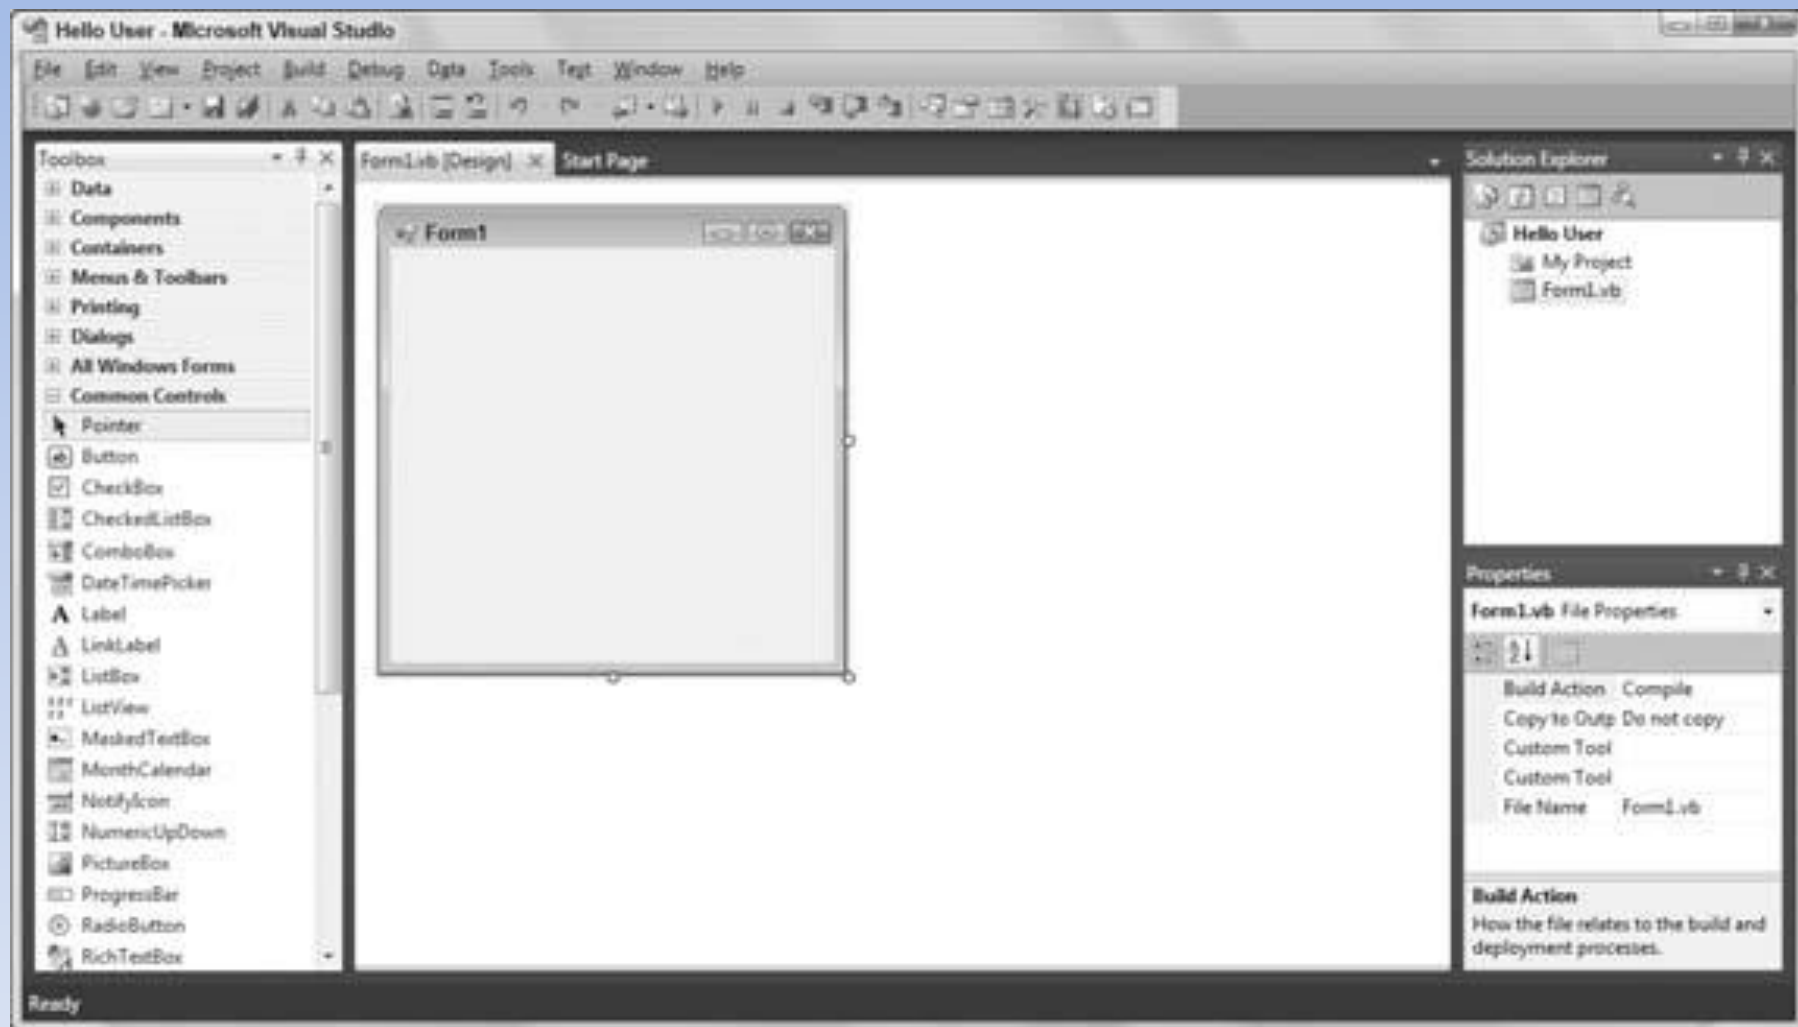 Hello User - Microsoft Visual Studio
File Edit View Project Build Debug Data Tools Test Window Help
Toolbox
Data
Components
Containers
Menus & Toolbars
Printing
Dialogs
All Windows Forms
Common Controls
Pointer
Button
CheckBox
CheckedListBox
ComboBox
DateTimePicker
A Label
A LinkLabel
ListBox
ListView
MaskedTextBox
MonthCalendar
NotifyIcon
NumericUpDown
PictureBox
ProgressBar
RadioButton
RichTextBox
Form1.vb [Design] Start Page
Form1
Solution Explorer
Hello User
My Project
Form1.vb
Properties
Form1.vb File Properties
Build Action Compile
Copy to Outp Do not copy
Custom Tool
Custom Tool
File Name Form1.vb
Build Action
How the file relates to the build and
deployment processes.
Ready